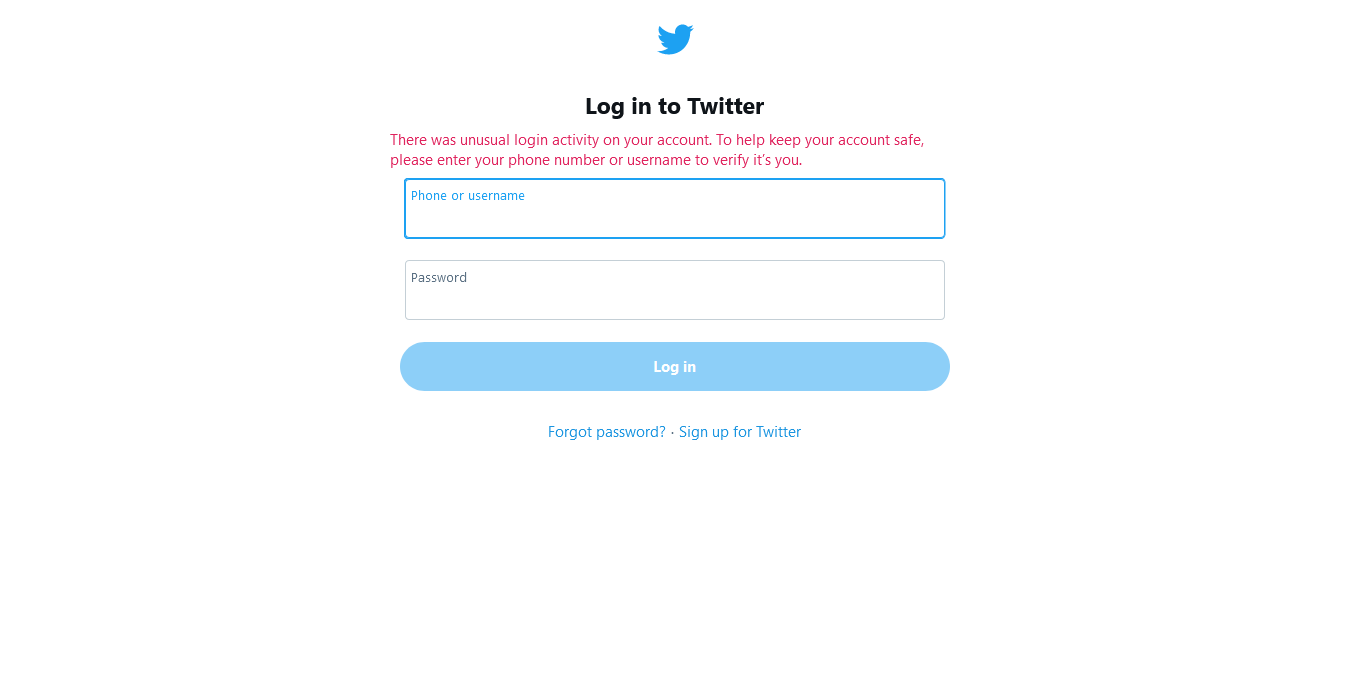 Log in to Twitter
There was unusual login activity on your account. To help keep your account safe,
please enter your phone number or username to verify it’s you.
Phone or username
Password
Log in
Forgot password? · Sign up for Twitter